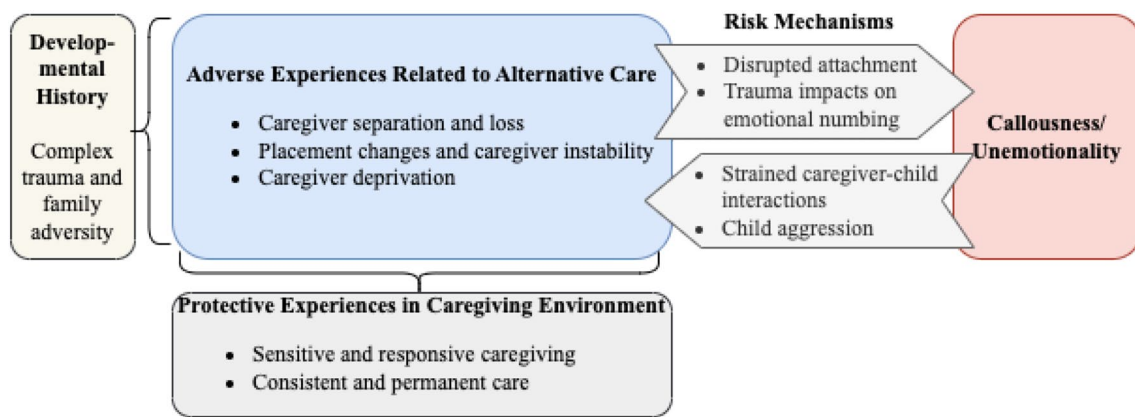 Develop-
mental
History
Complex
trauma and
family
adversity
Adverse Experiences Related to Alternative Care
• Caregiver separation and loss
• Placement changes and caregiver instability
• Caregiver deprivation
Risk Mechanisms
• Disrupted attachment
• Trauma impacts on
emotional numbing
• Strained caregiver-child
interactions
• Child aggression
Callousness/
Unemotionality
Protective Experiences in Caregiving Environment
• Sensitive and responsive caregiving
• Consistent and permanent care